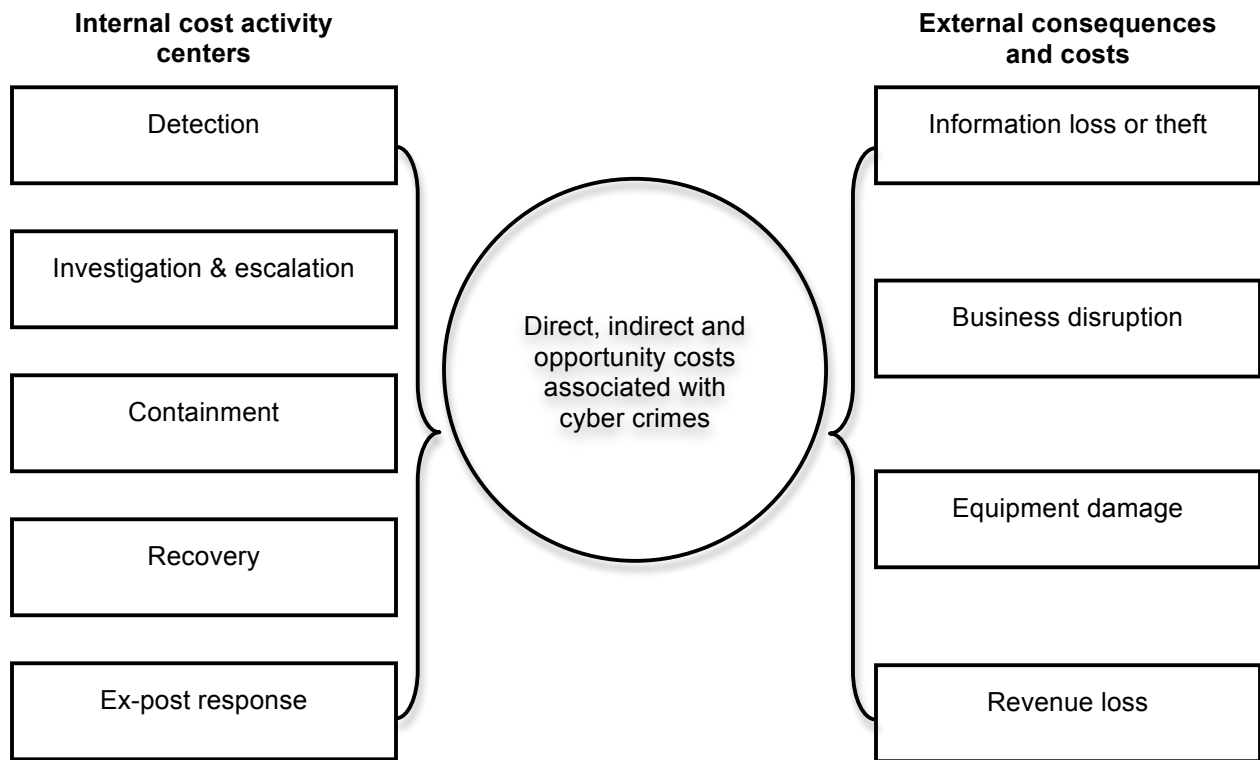 Internal cost activity
centers
Detection
Investigation & escalation
Containment
Recovery
Ex-post response
Direct, indirect and
opportunity costs
associated with
cyber crimes
External consequences
and costs
Information loss or theft
Business disruption
Equipment damage
Revenue loss